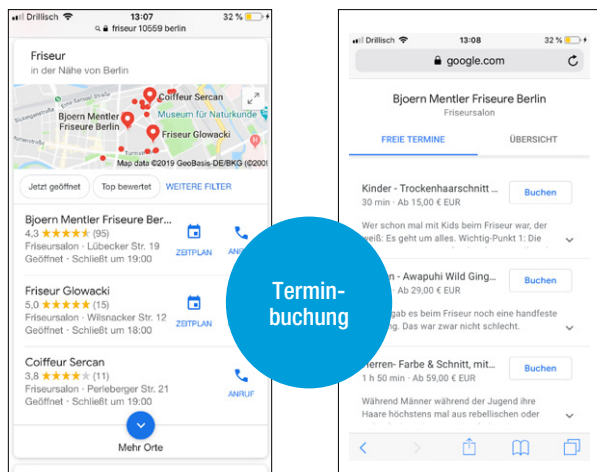 Drillisch 13:07 32 %
friseur 10559 berlin
Friseur
in der Nähe von Berlin
Coiffeur Sercan
Bjoern Mentler
Friseure Berlin
Museum für Naturkunde
Friseur Glowacki
Map data ©2019 GeoBasis-DE/BKG (©2009
Jetzt geöffnet Top bewertet WEITERE FILTER
Bjoern Mentler Friseure Ber...
4,3 ★★★★★ (95)
Friseursalon · Lübecker Str. 19
Geöffnet · Schließt um 19:00
ZEITPLAN
Friseur Glowacki
5,0 ★★★★★ (15)
Friseursalon · Wilsnacker Str. 12
Geöffnet · Schließt um 18:00
ZEITPLAN
Coiffeur Sercan
3,8 ★★★★★ (11)
Friseursalon · Perleberger Str. 21
Geöffnet · Schließt um 19:00
ANRUF
Mehr Orte
Termin-
buchung
Drillisch 13:08 32 %
google.com
Bjoern Mentler Friseure Berlin
Friseursalon
FREIE TERMINE ÜBERSICHT
Kinder - Trockenhaarschnitt ...
30 min · Ab 15,00 € EUR
Buchen
Wer schon mal mit Kids beim Friseur war, der
weiß: Es geht um alles. Wichtig-Punkt 1: Die
- Awapuhi Wild Ging...
· Ab 29,00 € EUR
Buchen
gab es beim Friseur noch eine handfeste
Das war zwar nicht schlecht.
Herren- Farbe & Schnitt, mit...
1 h 50 min · Ab 59,00 € EUR
Buchen
Während Männer während der Jugend ihre
Haare höchstens mal aus rebellischen oder